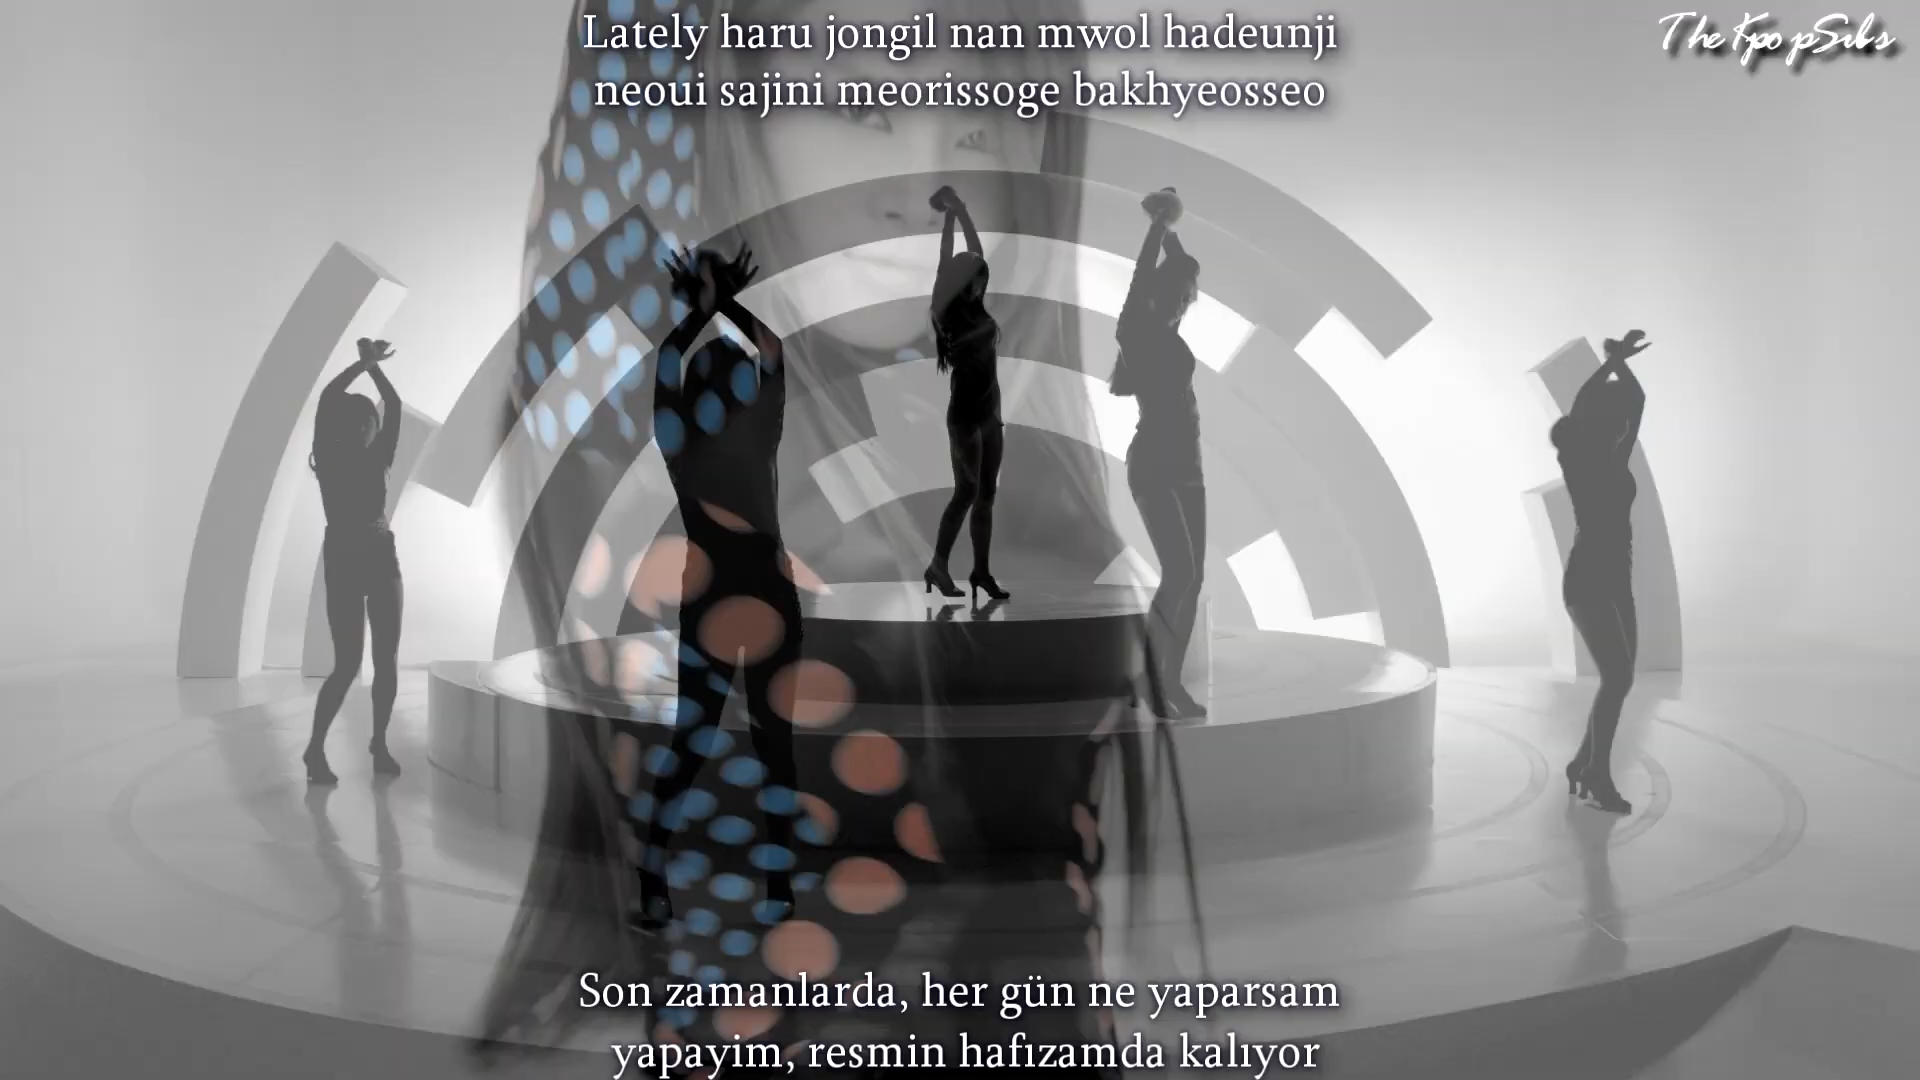 Lately haru jongil nan mwol hadeunji
The KpopSubs
neoui sajini meorissoge bakhyeosseo
Son zamanlarda, her gün ne yaparsam
yapayim, resmin hafızamda kalıyor